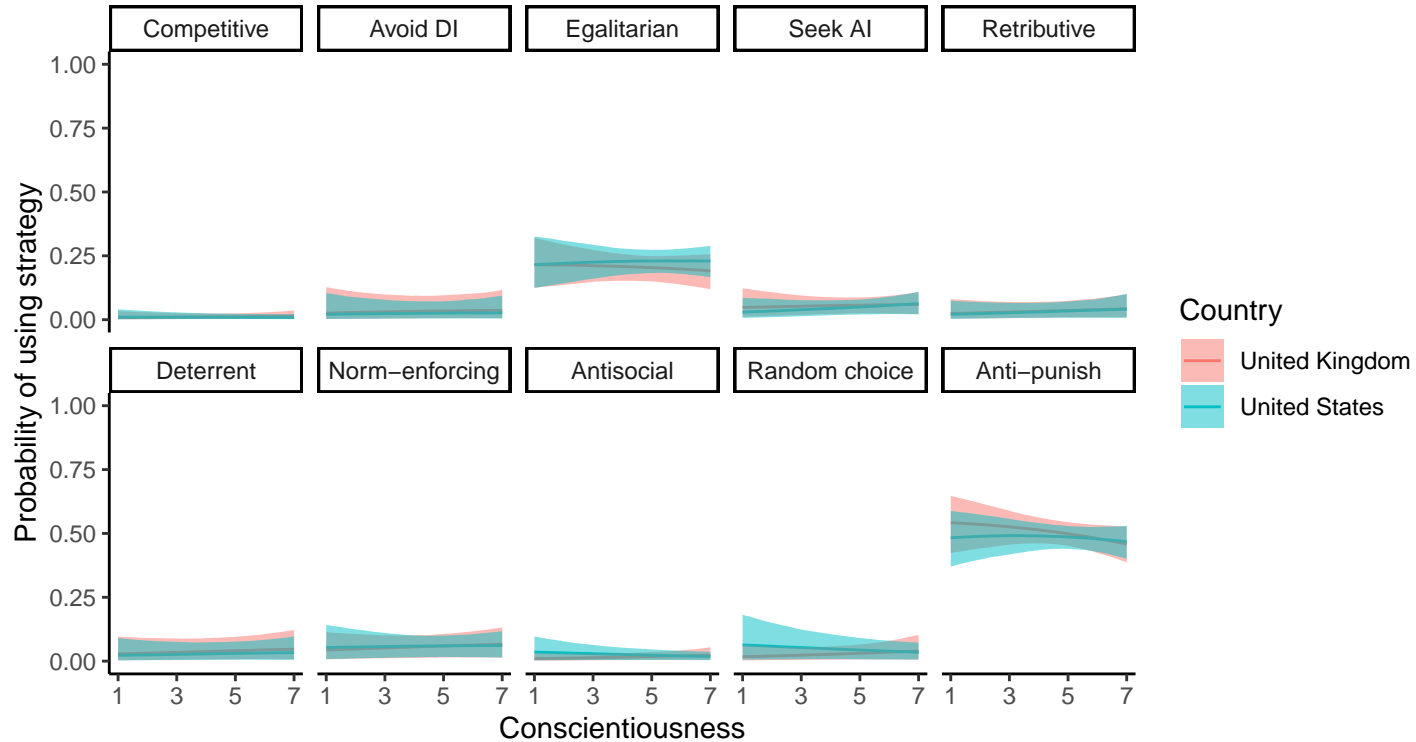 Competitive Avoid DI Egalitarian Seek AI Retributive
1.00
0.75
0.50
0.25
0.00
Deterrent Norm−enforcing Antisocial Random choice Anti−punish
1.00
0.75
0.50
0.25
0.00
1 3 5 7 1 3 5 7 1 3 5 7 1 3 5 7 1 3 5 7
Conscientiousness
Probability of using strategy
Country
United Kingdom
United States